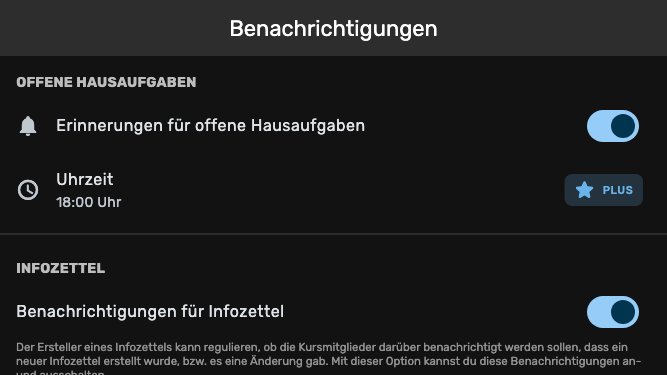 Benachrichtigungen
OFFENE HAUSAUFGABEN
Erinnerungen für offene Hausaufgaben
Uhrzeit
18:00 Uhr
PLUS
INFOZETTEL
Benachrichtigungen für Infozettel
Der Ersteller eines Infozettels kann regulieren, ob die Kursmitglieder darüber benachrichtigt werden sollen, dass ein
neuer Infozettel erstellt wurde, bzw. es eine Änderung gab. Mit dieser Option kannst du diese Benachrichtigungen an-
und ausschalten.